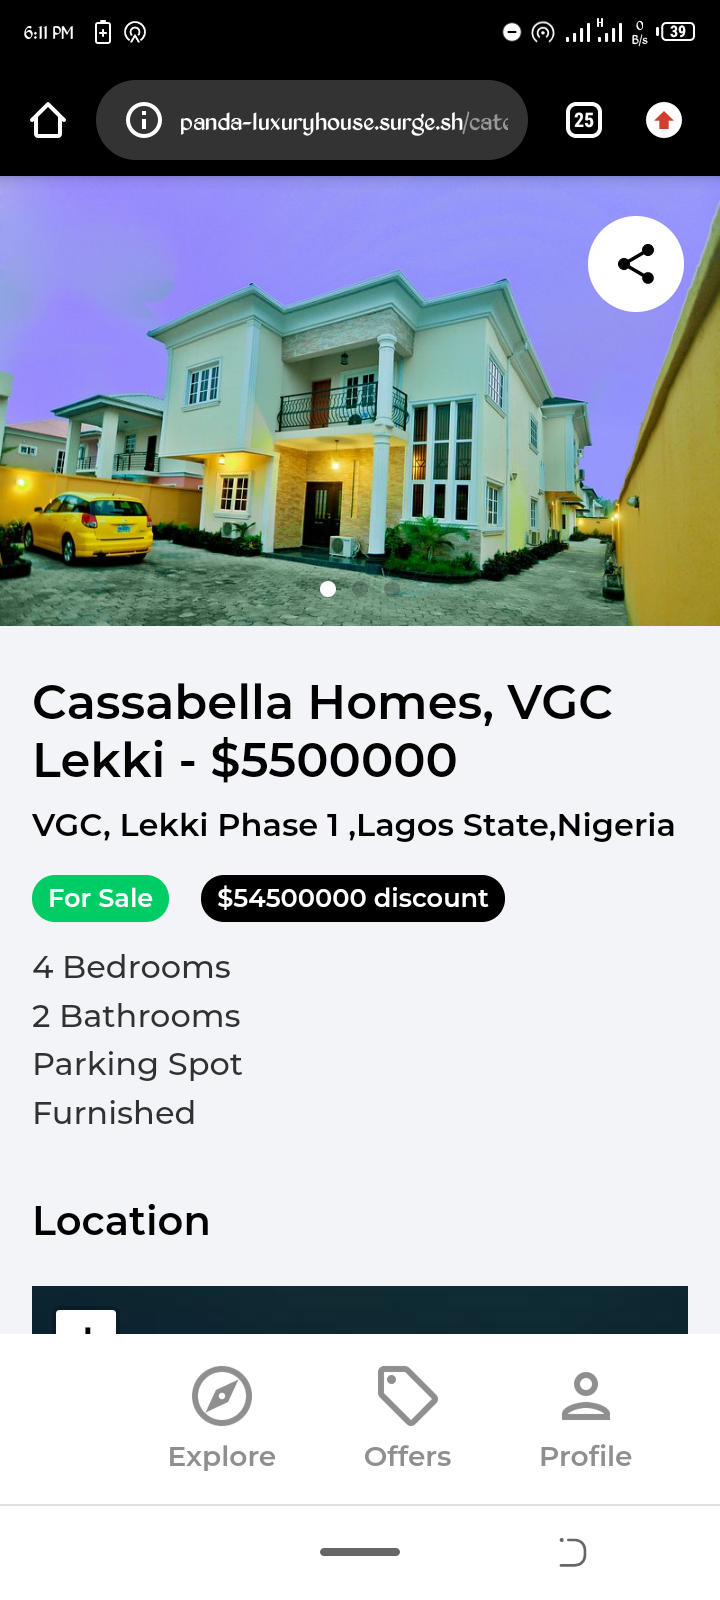 6:11 PM
H
0
B/s
39
panda-luxuryhouse.surge.sh/cate
25
Cassabella Homes, VGC
Lekki - $5500000
VGC, Lekki Phase 1 ,Lagos State,Nigeria
For Sale
$54500000 discount
4 Bedrooms
2 Bathrooms
Parking Spot
Furnished
Location
+
Explore
Offers
Profile